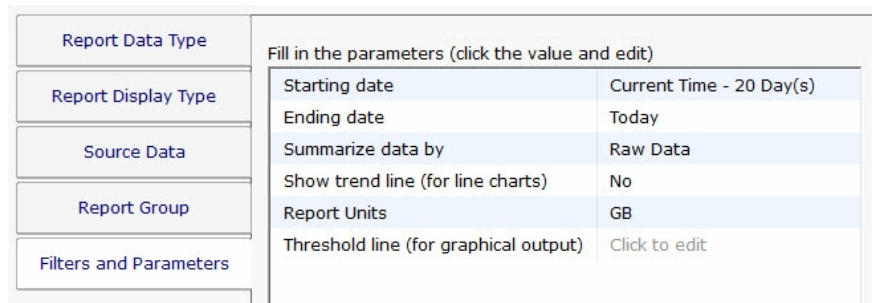 Report Data Type
Report Display Type
Source Data
Report Group
Filters and Parameters
Fill in the parameters (click the value and edit)
Starting date Current Time - 20 Day(s)
Ending date Today
Summarize data by Raw Data
Show trend line (for line charts) No
Report Units GB
Threshold line (for graphical output) Click to edit